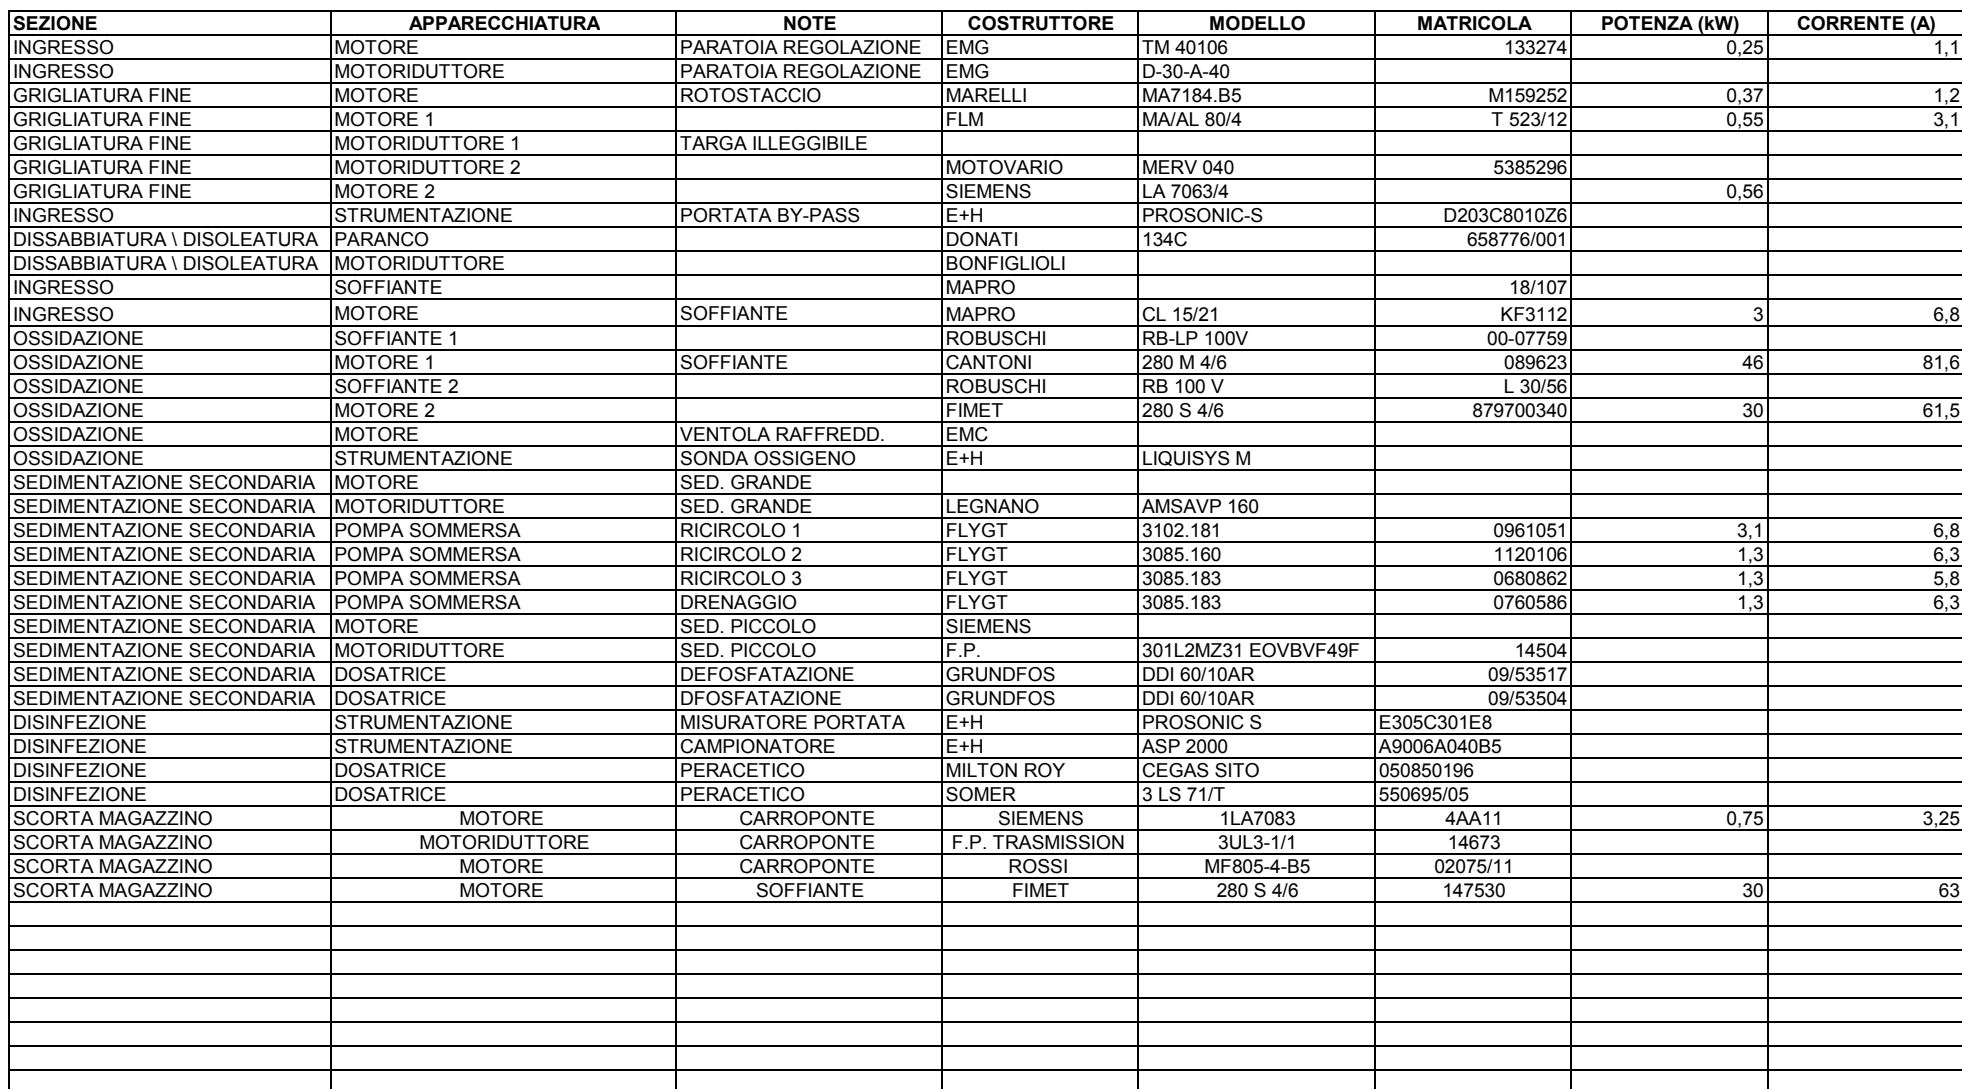 SEZIONE APPARECCHIATURA NOTE COSTRUTTORE MODELLO MATRICOLA POTENZA (kW) CORRENTE (A)
INGRESSO MOTORE PARATOIA REGOLAZIONE EMG TM 40106 133274 0,25 1,1
INGRESSO MOTORIDUTTORE PARATOIA REGOLAZIONE EMG D-30-A-40
GRIGLIATURA FINE MOTORE ROTOSTACCIO MARELLI MA7184.B5 M159252 0,37 1,2
GRIGLIATURA FINE MOTORE 1 FLM MA/AL 80/4 T 523/12 0,55 3,1
GRIGLIATURA FINE MOTORIDUTTORE 1 TARGA ILLEGGIBILE
GRIGLIATURA FINE MOTORIDUTTORE 2 MOTOVARIO MERV 040 5385296
GRIGLIATURA FINE MOTORE 2 SIEMENS LA 7063/4 0,56
INGRESSO STRUMENTAZIONE PORTATA BY-PASS E+H PROSONIC-S D203C8010Z6
DISSABBIATURA \ DISOLEATURA PARANCO DONATI 134C 658776/001
DISSABBIATURA \ DISOLEATURA MOTORIDUTTORE BONFIGLIOLI
INGRESSO SOFFIANTE MAPRO 18/107
INGRESSO MOTORE SOFFIANTE MAPRO CL 15/21 KF3112 3 6,8
OSSIDAZIONE SOFFIANTE 1 ROBUSCHI RB-LP 100V 00-07759
OSSIDAZIONE MOTORE 1 SOFFIANTE CANTONI 280 M 4/6 089623 46 81,6
OSSIDAZIONE SOFFIANTE 2 ROBUSCHI RB 100 V L 30/56
OSSIDAZIONE MOTORE 2 FIMET 280 S 4/6 879700340 30 61,5
OSSIDAZIONE MOTORE VENTOLA RAFFREDD. EMC
OSSIDAZIONE STRUMENTAZIONE SONDA OSSIGENO E+H LIQUISYS M
SEDIMENTAZIONE SECONDARIA MOTORE SED. GRANDE
SEDIMENTAZIONE SECONDARIA MOTORIDUTTORE SED. GRANDE LEGNANO AMSAVP 160
SEDIMENTAZIONE SECONDARIA POMPA SOMMERSA RICIRCOLO 1 FLYGT 3102.181 0961051 3,1 6,8
SEDIMENTAZIONE SECONDARIA POMPA SOMMERSA RICIRCOLO 2 FLYGT 3085.160 1120106 1,3 6,3
SEDIMENTAZIONE SECONDARIA POMPA SOMMERSA RICIRCOLO 3 FLYGT 3085.183 0680862 1,3 5,8
SEDIMENTAZIONE SECONDARIA POMPA SOMMERSA DRENAGGIO FLYGT 3085.183 0760586 1,3 6,3
SEDIMENTAZIONE SECONDARIA MOTORE SED. PICCOLO SIEMENS
SEDIMENTAZIONE SECONDARIA MOTORIDUTTORE SED. PICCOLO F.P. 301L2MZ31 EOVBVF49F 14504
SEDIMENTAZIONE SECONDARIA DOSATRICE DEFOSFATAZIONE GRUNDFOS DDI 60/10AR 09/53517
SEDIMENTAZIONE SECONDARIA DOSATRICE DFOSFATAZIONE GRUNDFOS DDI 60/10AR 09/53504
DISINFEZIONE STRUMENTAZIONE MISURATORE PORTATA E+H PROSONIC S E305C301E8
DISINFEZIONE STRUMENTAZIONE CAMPIONATORE E+H ASP 2000 A9006A040B5
DISINFEZIONE DOSATRICE PERACETICO MILTON ROY CEGAS SITO 050850196
DISINFEZIONE DOSATRICE PERACETICO SOMER 3 LS 71/T 550695/05
SCORTA MAGAZZINO MOTORE CARROPONTE SIEMENS 1LA7083 4AA11 0,75 3,25
SCORTA MAGAZZINO MOTORIDUTTORE CARROPONTE F.P. TRASMISSION 3UL3-1/1 14673
SCORTA MAGAZZINO MOTORE CARROPONTE ROSSI MF805-4-B5 02075/11
SCORTA MAGAZZINO MOTORE SOFFIANTE FIMET 280 S 4/6 147530 30 63